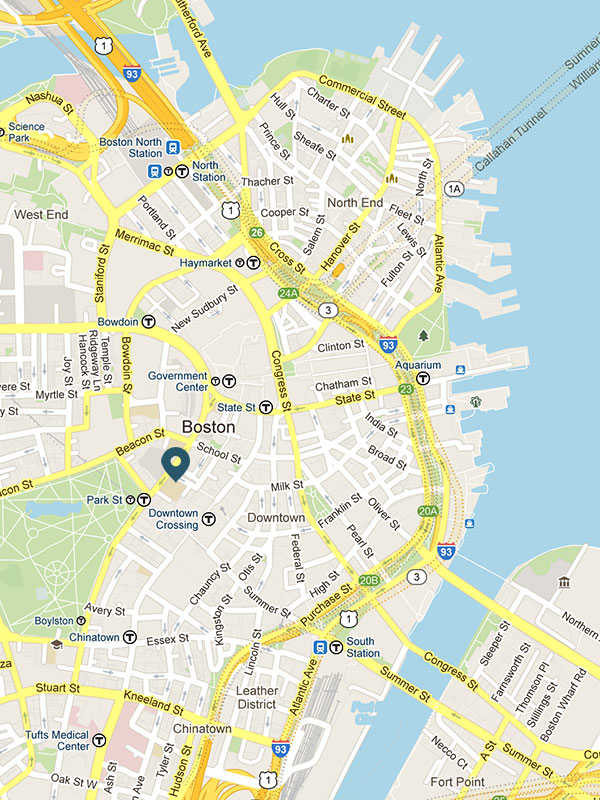 Rutherford Ave
1
93
Sumner
William
Commercial Street
Nashua St
Hull St
Charter St
Callahan Tunnel
Science
Park
Boston North
Station
Prince St
Sheafe St
North
Station
T
Thacher St
North St
1A
West End
Portland St
1
Cooper St
North End
Fleet St
Salem St
Hanover St
Lewis St
Merrimac St
26
Cross St
Atlantic Ave
Staniford St
Haymarket
T
Fulton St
24A
New Sudbury St
3
Bowdoin
T
93
Clinton St
Temple St
Ridgeway Ln
Hancock St
Joy St
Bowdoin St
Congress St
Aquarium
T
Government
Center
T
Chatham St
23
Myrtle St
State St
T
State St
Boston
India St
Beacon St
School St
Broad St
Milk St
Park St
T
Franklin St
Oliver St
20A
Downtown
Crossing
T
Downtown
Pearl St
Federal St
93
Otis St
Chauncy St
High St
20B
3
Avery St
Kingston St
Summer St
Purchase St
1
Northern
Boylston
T
Chinatown
T
Essex St
South
Station
T
Lincoln St
Atlantic Ave
Sleeper St
Farnsworth St
Thomson Pl
Stillings St
Boston Wharf Rd
Congress St
Stuart St
Kneeland St
Leather
District
Summer St
Chinatown
Tufts Medical
Center
T
93
Necco Ct
A St
Summer St
Tyler St
Hudson St
Oak St W
Ash St
1
Fort Point